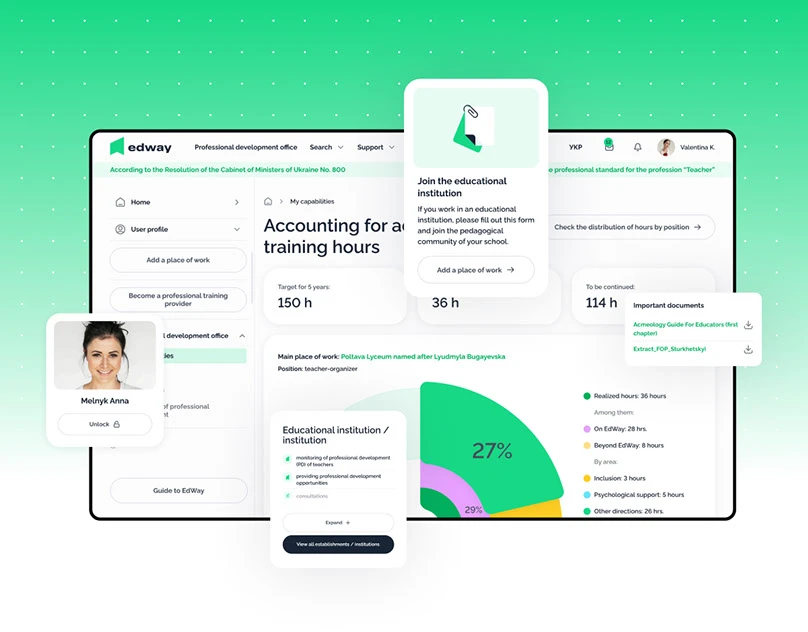 edway
Professional development office
Search
Support
УКР
12
Valentina K.
According to the Resolution of the Cabinet of Ministers of Ukraine No. 800
e professional standard for the profession "Teacher"
Home
User profile
Add a place of work
Become a professional training
provider
l development office
ies
of professional
nt
Guide to EdWay
My capabilities
Accounting for a
training hours
Check the distribution of hours by position
Target for 5 years:
150 h
36 h
To be continued:
114 h
Main place of work: Poltava Lyceum named after Lyudmyla Bugayevska
Position: teacher-organizer
27%
29%
Realized hours: 36 hours
Among them:
On EdWay: 28 hrs.
Beyond EdWay: 8 hours
By area:
Inclusion: 3 hours
Psychological support: 5 hours
Other directions: 26 hrs.
Join the educational
institution
If you work in an educational
institution, please fill out this form
and join the pedagogical
community of your school.
Add a place of work
Important documents
Acmeology Guide For Educators (first
chapter)
Extract_FOP_Sturkhetskyi
Melnyk Anna
Unlock
Educational institution /
institution
monitoring of professional development
(PD) of teachers
providing professional development
opportunities
consultations
Expand
View all establishments / institutions